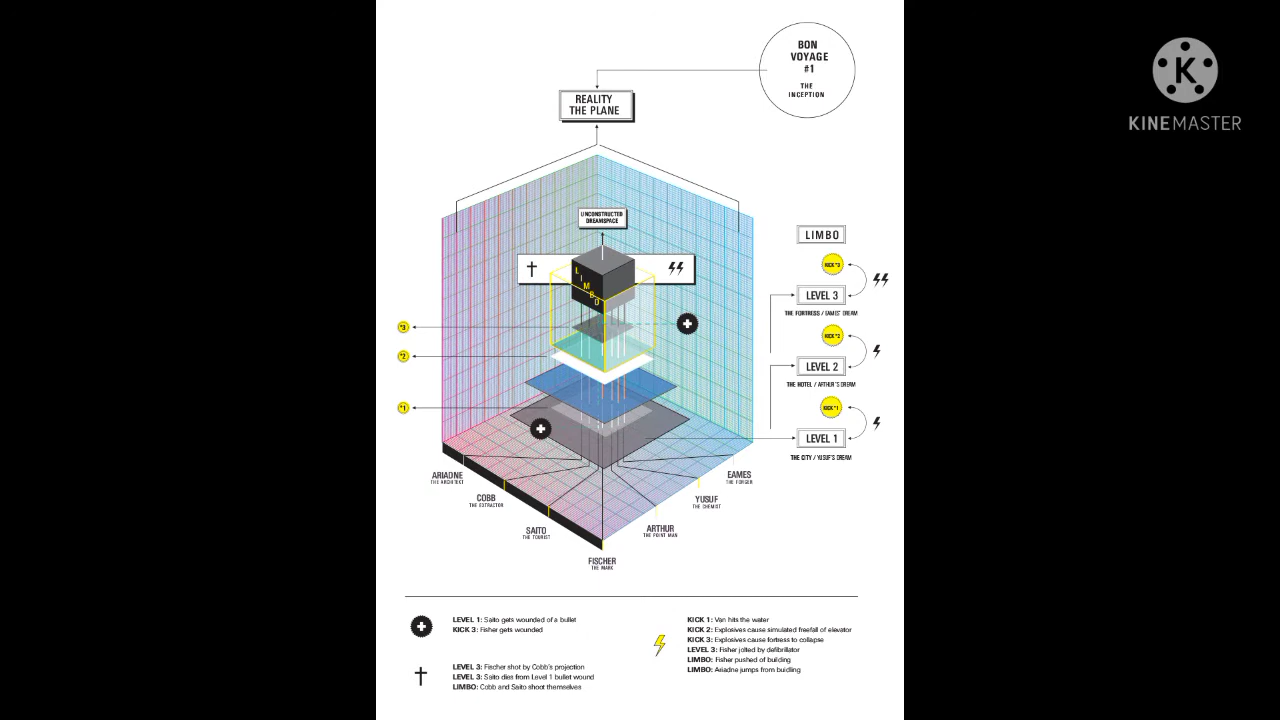 BON
VOYAGE
#1
THE
INCEPTION
REALITY
THE PLANE
KINEMASTER
UNCONSTRUCTED
DREAMSPACE
LIMBO
LIMBO
KICK *3
LEVEL 3
THE FORTRESS / EAMES' DREAM
*3
KICK *2
*2
LEVEL 2
THE HOTEL / ARTHUR'S DREAM
*1
KICK *1
LEVEL 1
THE CITY / YUSUF'S DREAM
ARIADNE
THE ARCHITEKT
COBB
THE EXTRACTOR
SAITO
THE TOURIST
FISCHER
THE MARK
ARTHUR
THE POINT MAN
YUSUF
THE CHEMIST
EAMES
THE FORGER
LEVEL 1: Saito gets wounded of a bullet
KICK 3: Fisher gets wounded
LEVEL 3: Fischer shot by Cobb's projection
LEVEL 3: Saito dies from Level 1 bullet wound
LIMBO: Cobb and Saito shoot themselves
KICK 1: Van hits the water
KICK 2: Explosives cause simulated freefall of elevator
KICK 3: Explosives cause fortress to collapse
LEVEL 3: Fisher jolted by defibrillator
LIMBO: Fisher pushed of building
LIMBO: Ariadne jumps from buidling